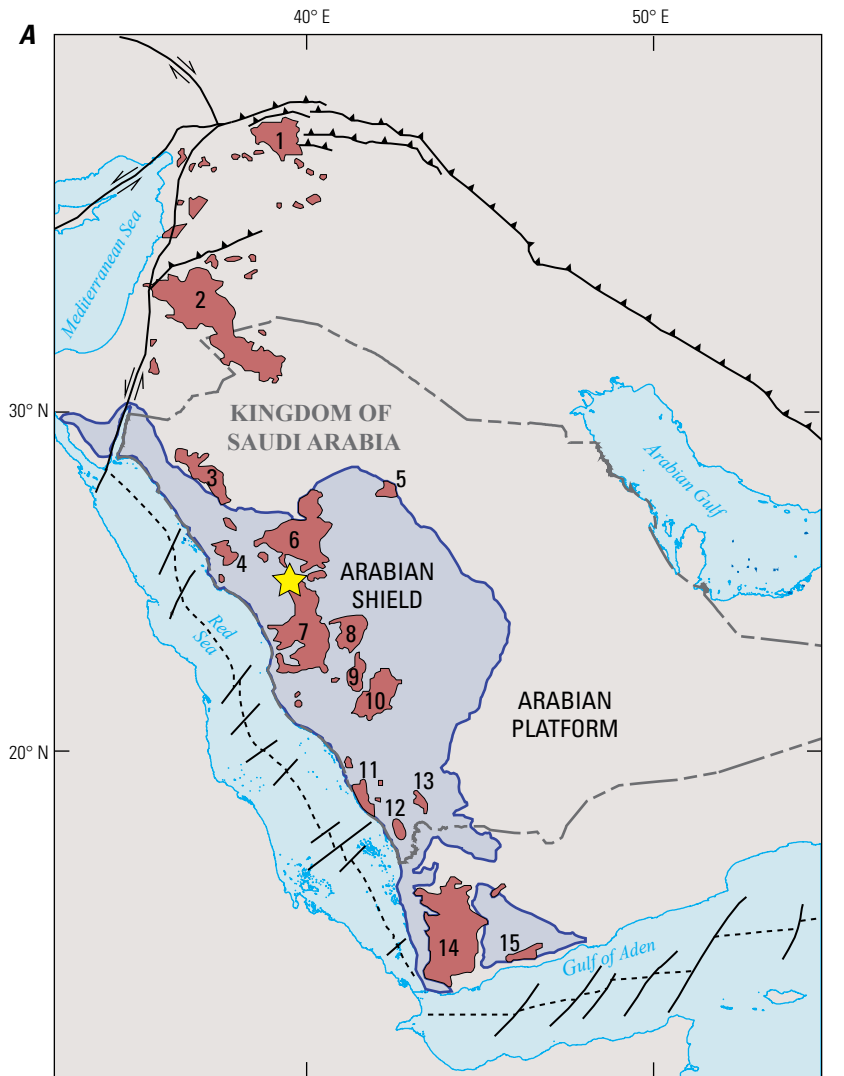 A
40° E
50° E
1
Mediterranean Sea
2
30° N
KINGDOM OF
SAUDI ARABIA
Arabian Gulf
3
5
6
4
ARABIAN
SHIELD
Red
Sea
7
8
9
10
ARABIAN
PLATFORM
20° N
11
13
12
14
15
Gulf of Aden